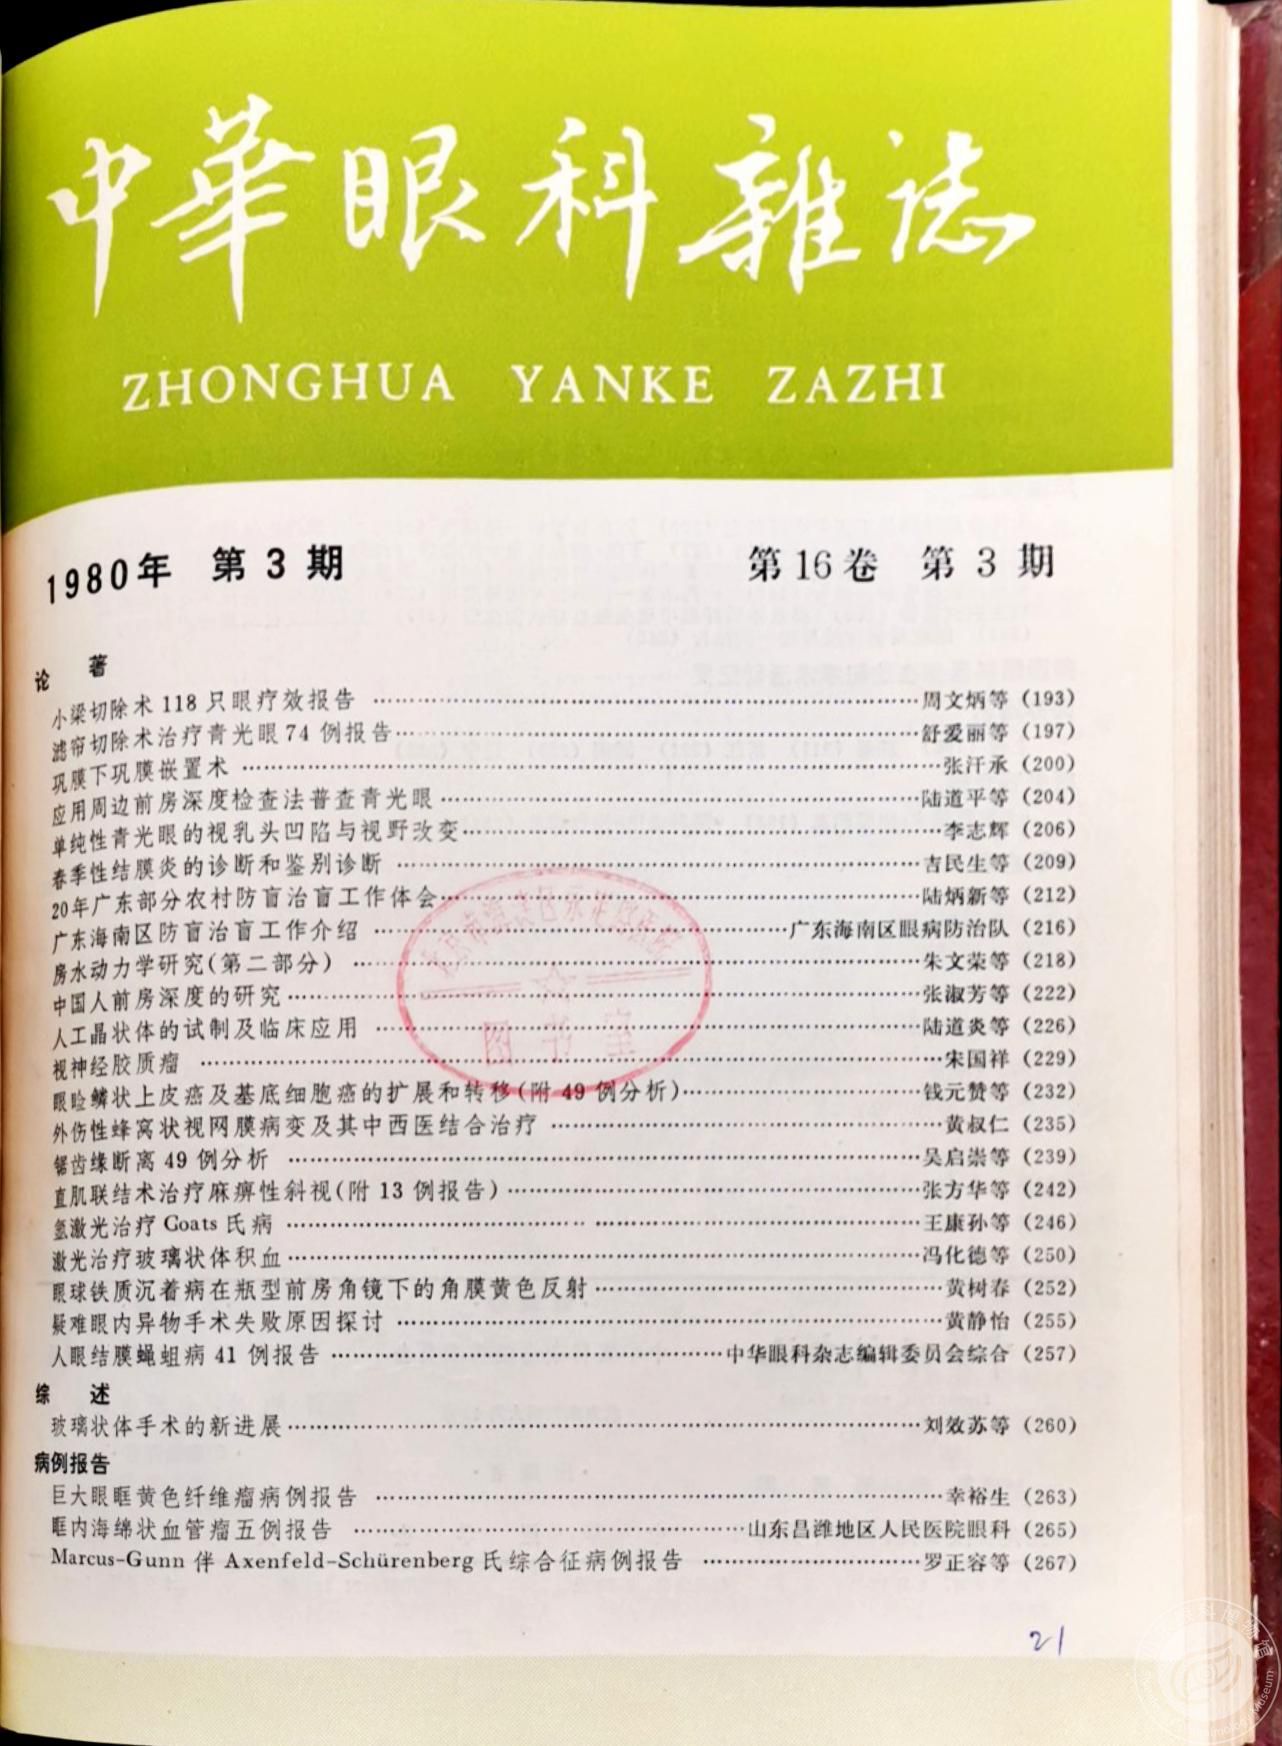 中華眼科雜誌
ZHONGHUA YANKE ZAZHI
1980年 第3期 第16卷 第3期
论 著
小梁切除术118只眼疗效报告 周文炳等 (193)
滤帘切除术治疗青光眼74例报告 舒爱丽等 (197)
巩膜下巩膜嵌置术 张汗承 (200)
应用周边前房深度检查法普查青光眼 陆道平等 (204)
单纯性青光眼的视乳头凹陷与视野改变 李志辉 (206)
春季性结膜炎的诊断和鉴别诊断 吉民生等 (209)
20年广东部分农村防盲治盲工作体会 陆炳新等 (212)
广东海南区防盲治盲工作介绍 广东海南区眼病防治队 (216)
房水动力学研究(第二部分) 朱文荣等 (218)
中国人前房深度的研究 张淑芳等 (222)
人工晶状体的试制及临床应用 陆道炎等 (226)
视神经胶质瘤 宋国祥 (229)
眼睑鳞状上皮癌及基底细胞癌的扩展和转移(附49例分析) 钱元赞等 (232)
外伤性蜂窝状视网膜病变及其中西医结合治疗 黄叔仁 (235)
锯齿缘断离49例分析 吴启崇等 (239)
直肌联结术治疗麻痹性斜视(附13例报告) 张方华等 (242)
氩激光治疗Coats氏病 王康孙等 (246)
激光治疗玻璃状体积血 冯化德等 (250)
眼球铁质沉着病在瓶型前房角镜下的角膜黄色反射 黄树春 (252)
疑难眼内异物手术失败原因探讨 黄静怡 (255)
人眼结膜蝇蛆病41例报告 中华眼科杂志编辑委员会综合 (257)
综 述
玻璃状体手术的新进展 刘效苏等 (260)
病例报告
巨大眼眶黄色纤维瘤病例报告 幸裕生 (263)
眶内海绵状血管瘤五例报告 山东昌潍地区人民医院眼科 (265)
Marcus-Gunn伴Axenfeld-Schürenberg氏综合征病例报告 罗正容等 (267)
图书室
21